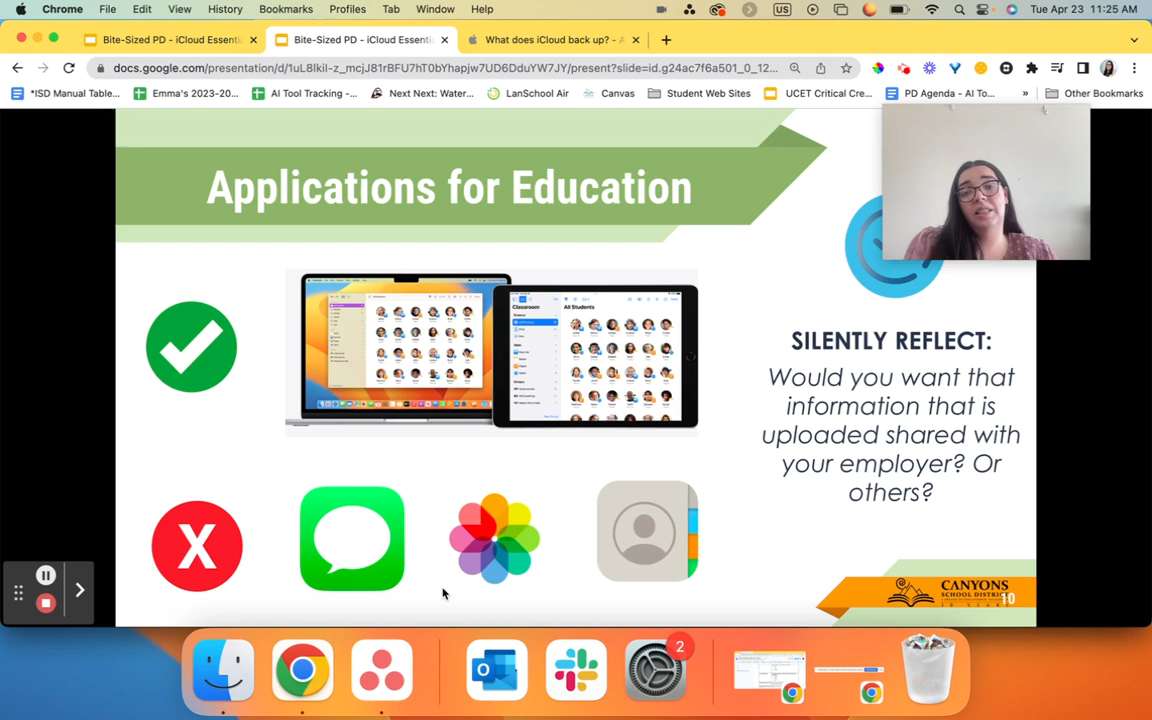 Chrome File Edit View History Bookmarks Profiles Tab Window Help US Tue Apr 23 11:25 AM
Bite-Sized PD - iCloud Essenti Bite-Sized PD - iCloud Essenti What does iCloud back up? - A
docs.google.com/presentation/d/1uL8lkil-z_mcjJ81rBFU7hT0bYhapjw7UD6DduYW7JY/present?slide=id.g24ac7f6a501_0_12...
*ISD Manual Table... Emma's 2023-20... AI Tool Tracking -... Next Next: Water... LanSchool Air Canvas Student Web Sites UCET Critical Cre... PD Agenda - AI To... » Other Bookmarks
Applications for Education
Classroom All Students
SILENTLY REFLECT:
Would you want that
information that is
uploaded shared with
your employer? Or
others?
X
CANYONS
SCHOOL DISTRICT
10
2